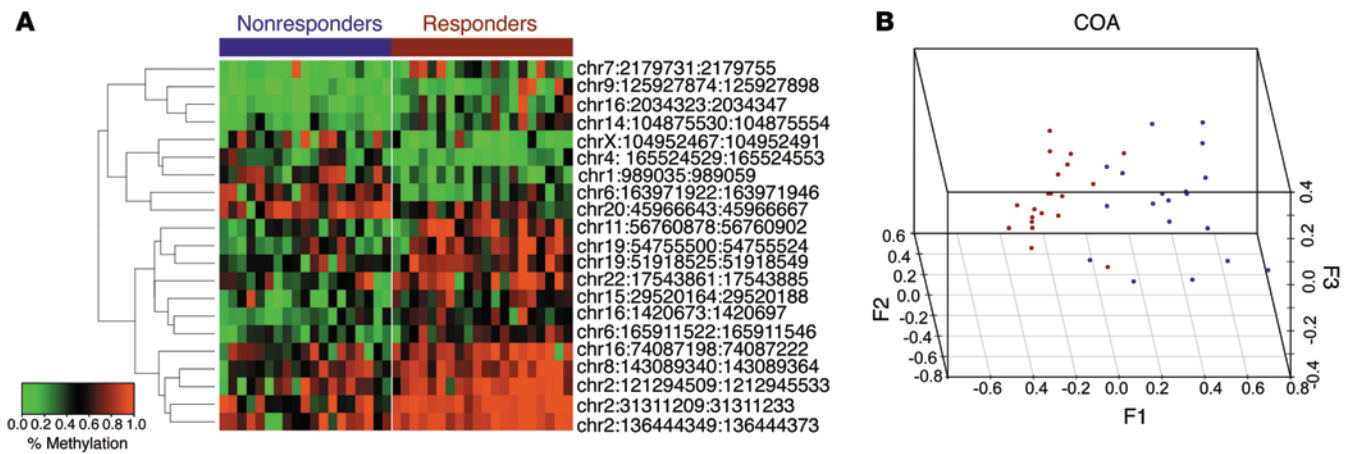 A
Nonresponders
Responders
chr7:2179731:2179755
chr9:125927874:125927898
chr16:2034323:2034347
chr14:104875530:104875554
chrX:104952467:104952491
chr4: 165524529:165524553
chr1:989035:989059
chr6:163971922:163971946
chr20:45966643:45966667
chr11:56760878:56760902
chr19:54755500:54755524
chr19:51918525:51918549
chr22:17543861:17543885
chr15:29520164:29520188
chr16:1420673:1420697
chr6:165911522:165911546
chr16:74087198:74087222
chr8:143089340:143089364
chr2:121294509:1212945533
chr2:31311209:31311233
chr2:136444349:136444373
0.0 0.2 0.4 0.6 0.8 1.0
% Methylation
B
COA
0.6
0.4
0.2
0.0
-0.2
-0.4
-0.6
-0.8
F2
-0.6 -0.4 -0.2 0.0 0.2 0.4 0.6 0.8
F1
0.4
0.2
0.0
-0.2
-0.4
F3